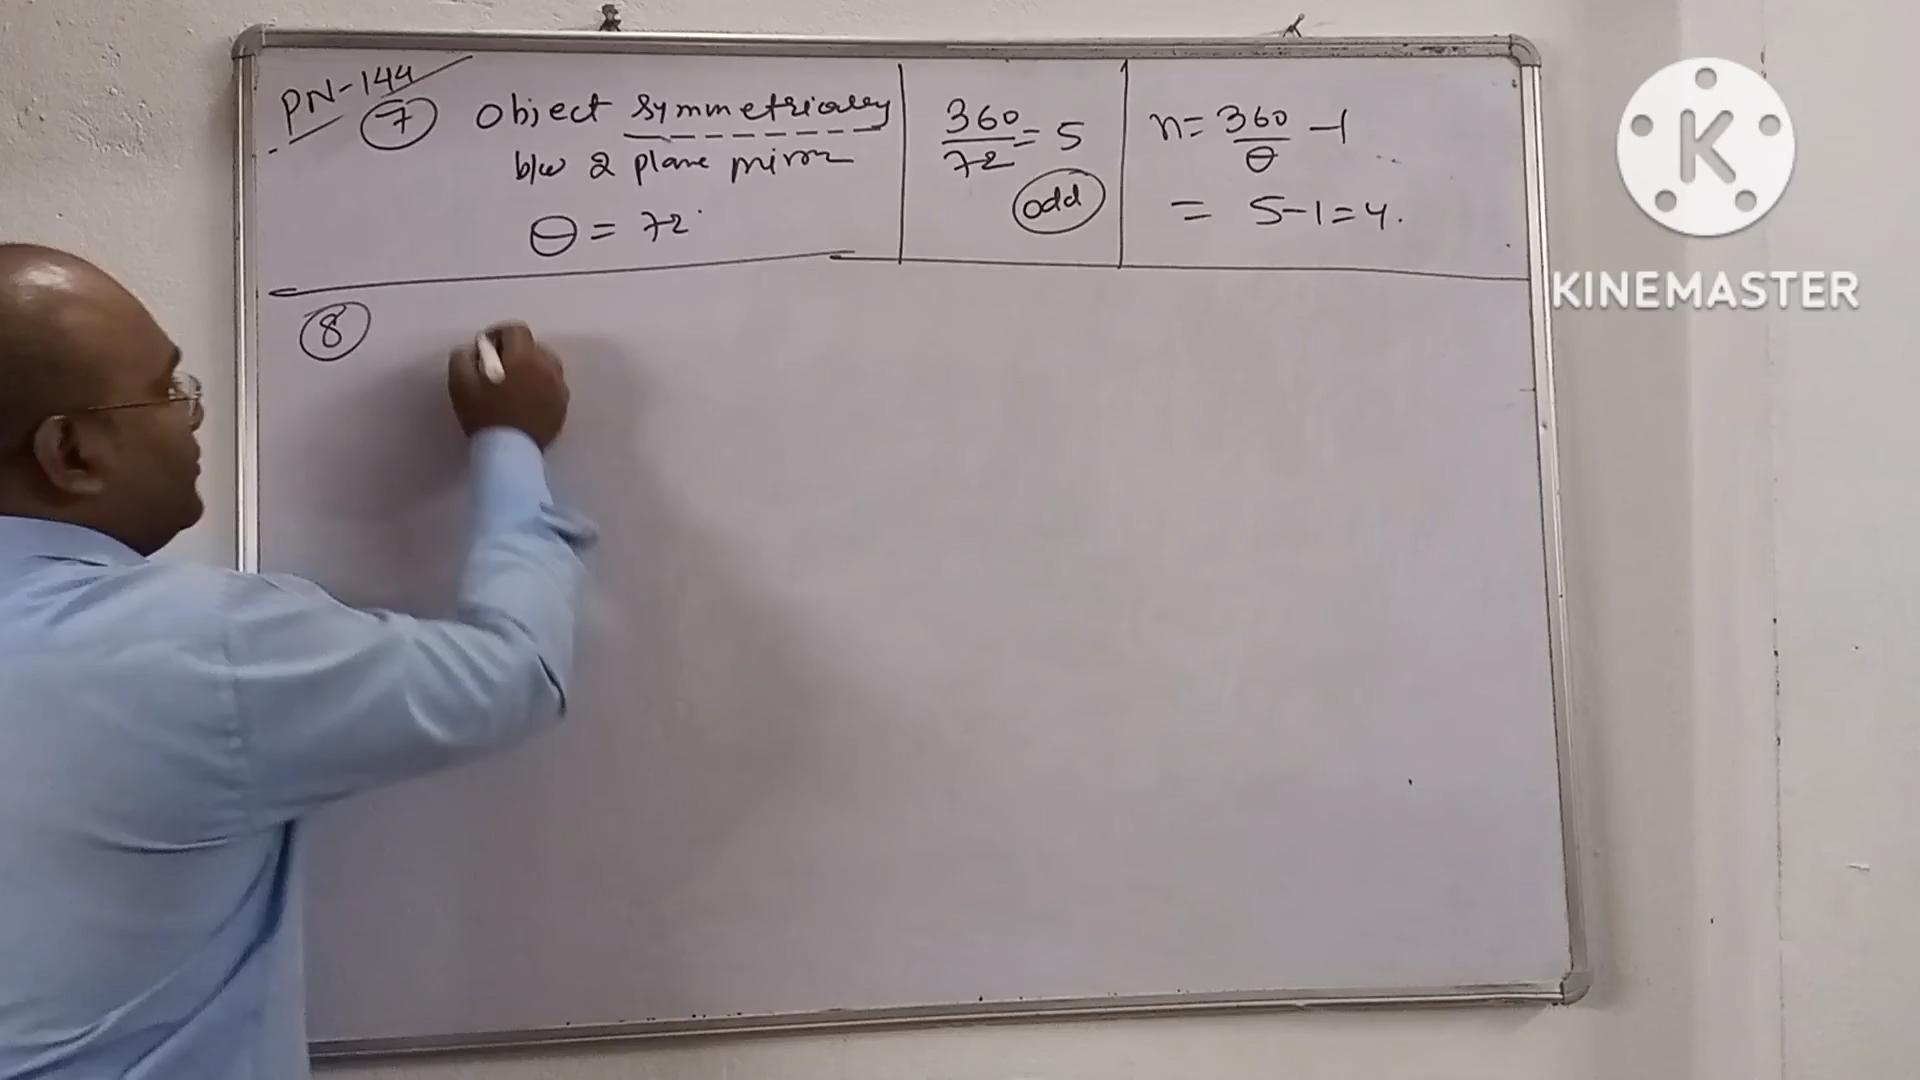 PN-144
7 Object symmetrically
b/w 2 plane mirror
θ = 72°
360/72 = 5
odd
n = 360/θ - 1
= 5-1=4.
8
K
KINEMASTER